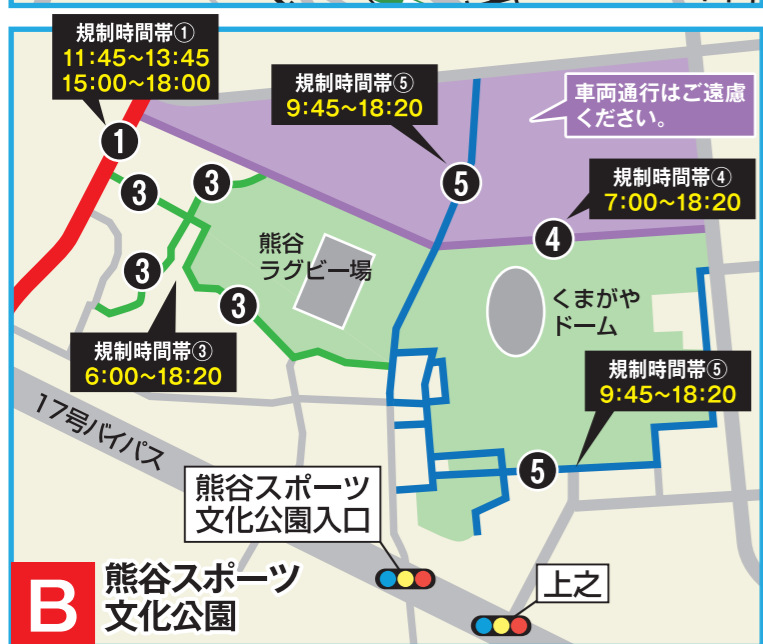 規制時間帯①
11:45~13:45
15:00~18:00
規制時間帯⑤
9:45~18:20
車両通行はご遠慮
ください。
1
3
3
5
規制時間帯④
7:00~18:20
4
熊谷
ラグビー場
3
3
くまがや
ドーム
規制時間帯③
6:00~18:20
規制時間帯⑤
9:45~18:20
17号バイパス
5
熊谷スポーツ
文化公園入口
上之
B
熊谷スポーツ
文化公園